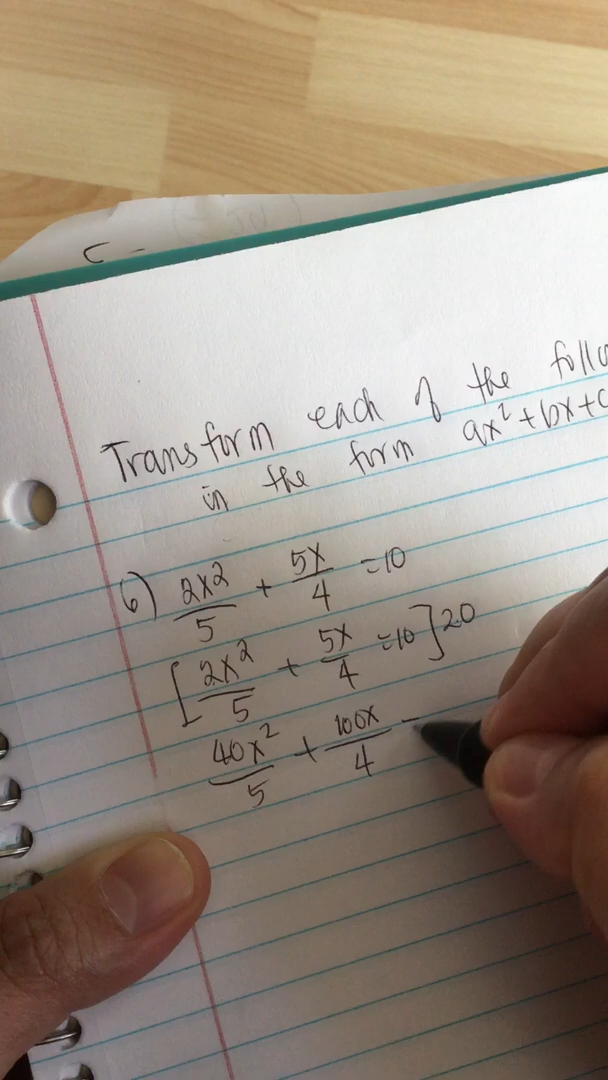 Transform each of the follo
in the form ax² + bx + c
6) 2x²/5 + 5x/4 = 10
[2x²/5 + 5x/4 = 10] 20
40x²/5 + 100x/4 -